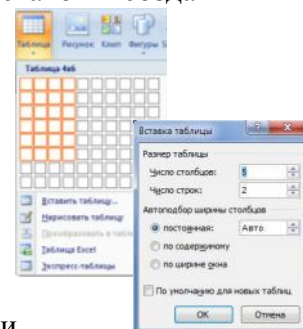 Таблица Рисунок Клип Фигуры
Таблица 4x6
Вставить таблицу...
Нарисовать таблицу
Преобразовать в табли
Таблица Excel
Экспресс-таблицы
Вставка таблицы
Размер таблицы
Число столбцов: 5
Число строк: 2
Автоподбор ширины столбцов
постоянная: Авто
по содержимому
по ширине окна
По умолчанию для новых таблиц
ОК Отмена